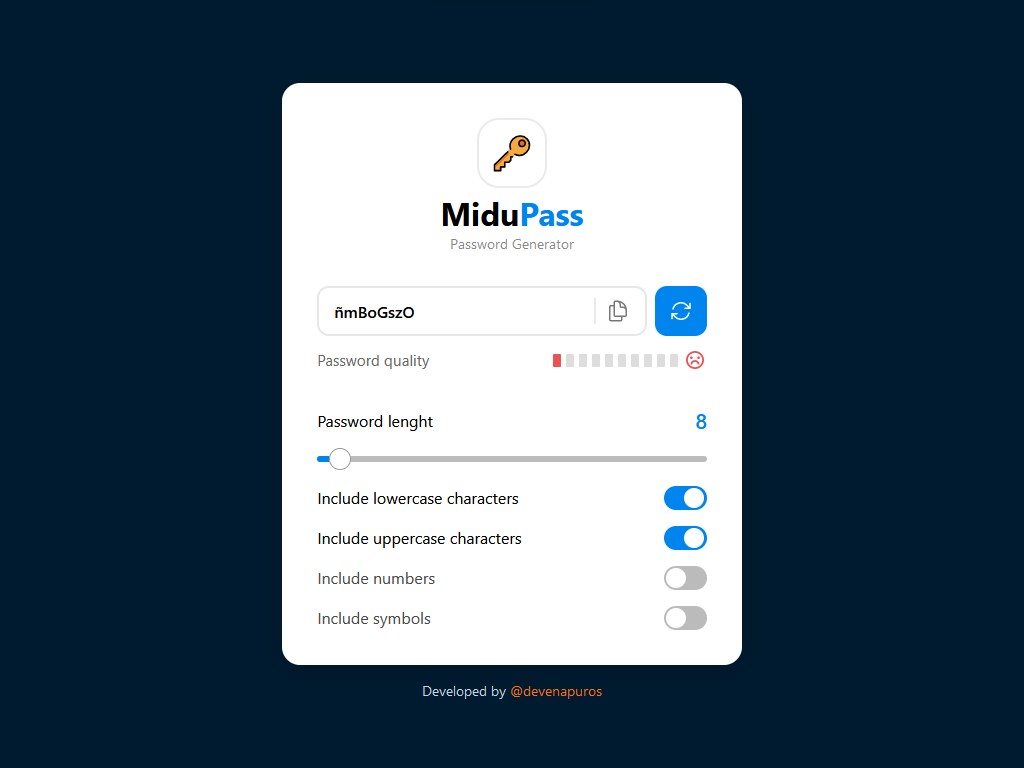 MiduPass
Password Generator
ñmBoGszO
Password quality
Password lenght 8
Include lowercase characters
Include uppercase characters
Include numbers
Include symbols
Developed by @devenapuros